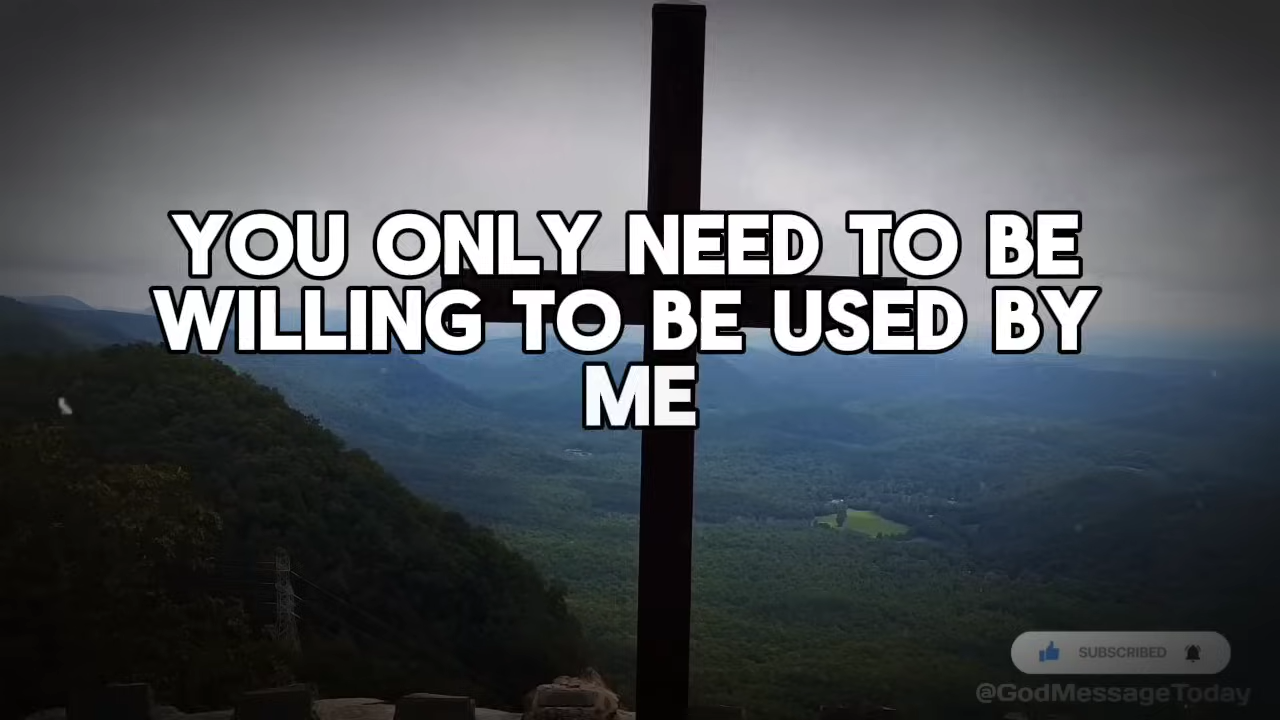 YOU ONLY NEED TO BE
WILLING TO BE USED BY
ME
SUBSCRIBED
@GodMessageToday